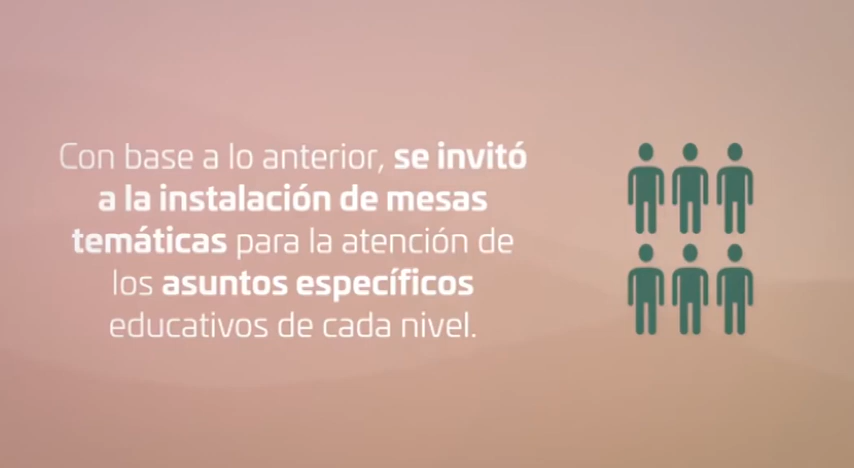 Con base a lo anterior, se invitó
a la instalación de mesas
temáticas para la atención de
los asuntos específicos
educativos de cada nivel.